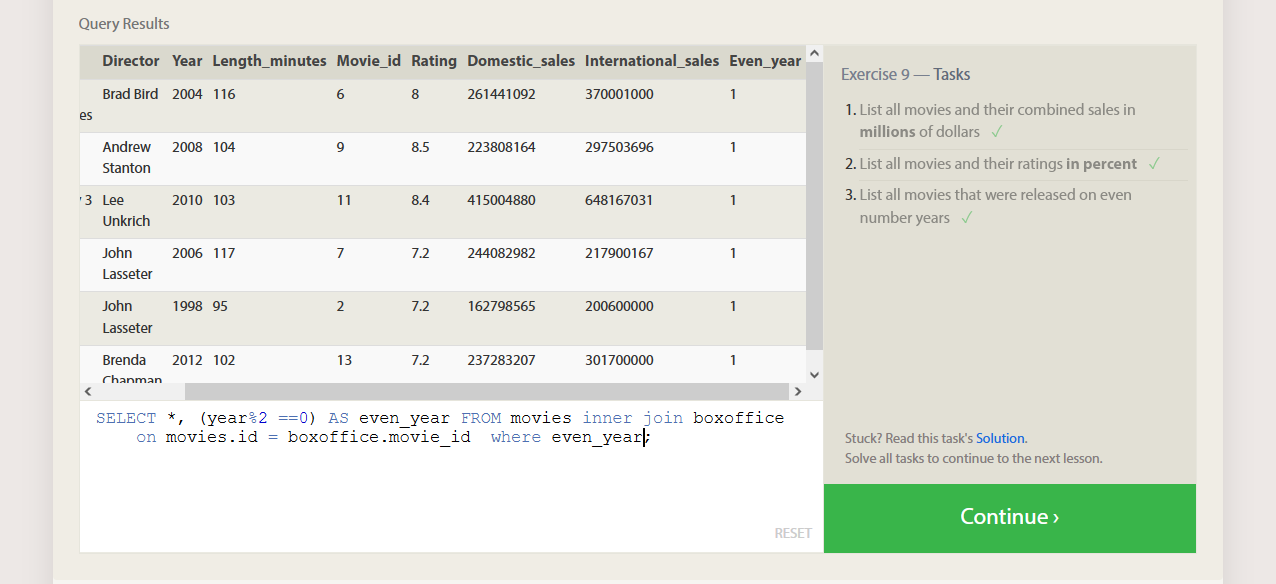 Query Results
Director Year Length_minutes Movie_id Rating Domestic_sales International_sales Even_year
Brad Bird 2004 116 6 8 261441092 370001000 1
es
Andrew 2008 104 9 8.5 223808164 297503696 1
Stanton
3 Lee 2010 103 11 8.4 415004880 648167031 1
Unkrich
John 2006 117 7 7.2 244082982 217900167 1
Lasseter
John 1998 95 2 7.2 162798565 200600000 1
Lasseter
Brenda 2012 102 13 7.2 237283207 301700000 1
Chapman
SELECT *, (year%2 ==0) AS even_year FROM movies inner join boxoffice
on movies.id = boxoffice.movie_id  where even_year;
RESET
Exercise 9 — Tasks
1. List all movies and their combined sales in
millions of dollars ✓
2. List all movies and their ratings in percent ✓
3. List all movies that were released on even
number years ✓
Stuck? Read this task's Solution.
Solve all tasks to continue to the next lesson.
Continue ›